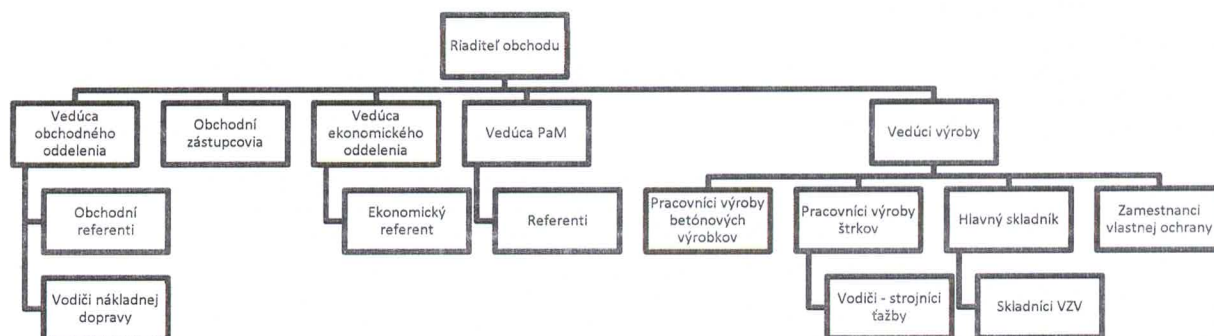 Riaditeľ obchodu
Vedúca
obchodného
oddelenia
Obchodní
zástupcovia
Vedúca
ekonomického
oddelenia
Vedúca PaM
Vedúci výroby
Obchodní
referenti
Ekonomický
referent
Referenti
Pracovníci výroby
betónových
výrobkov
Pracovníci výroby
štrkov
Hlavný skladník
Zamestnanci
vlastnej ochrany
Vodiči nákladnej
dopravy
Vodiči - strojníci
ťažby
Skladníci VZV